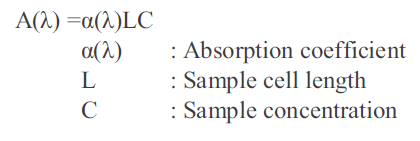 A(λ) =α(λ)LC
α(λ) : Absorption coefficient
L : Sample cell length
C : Sample concentration